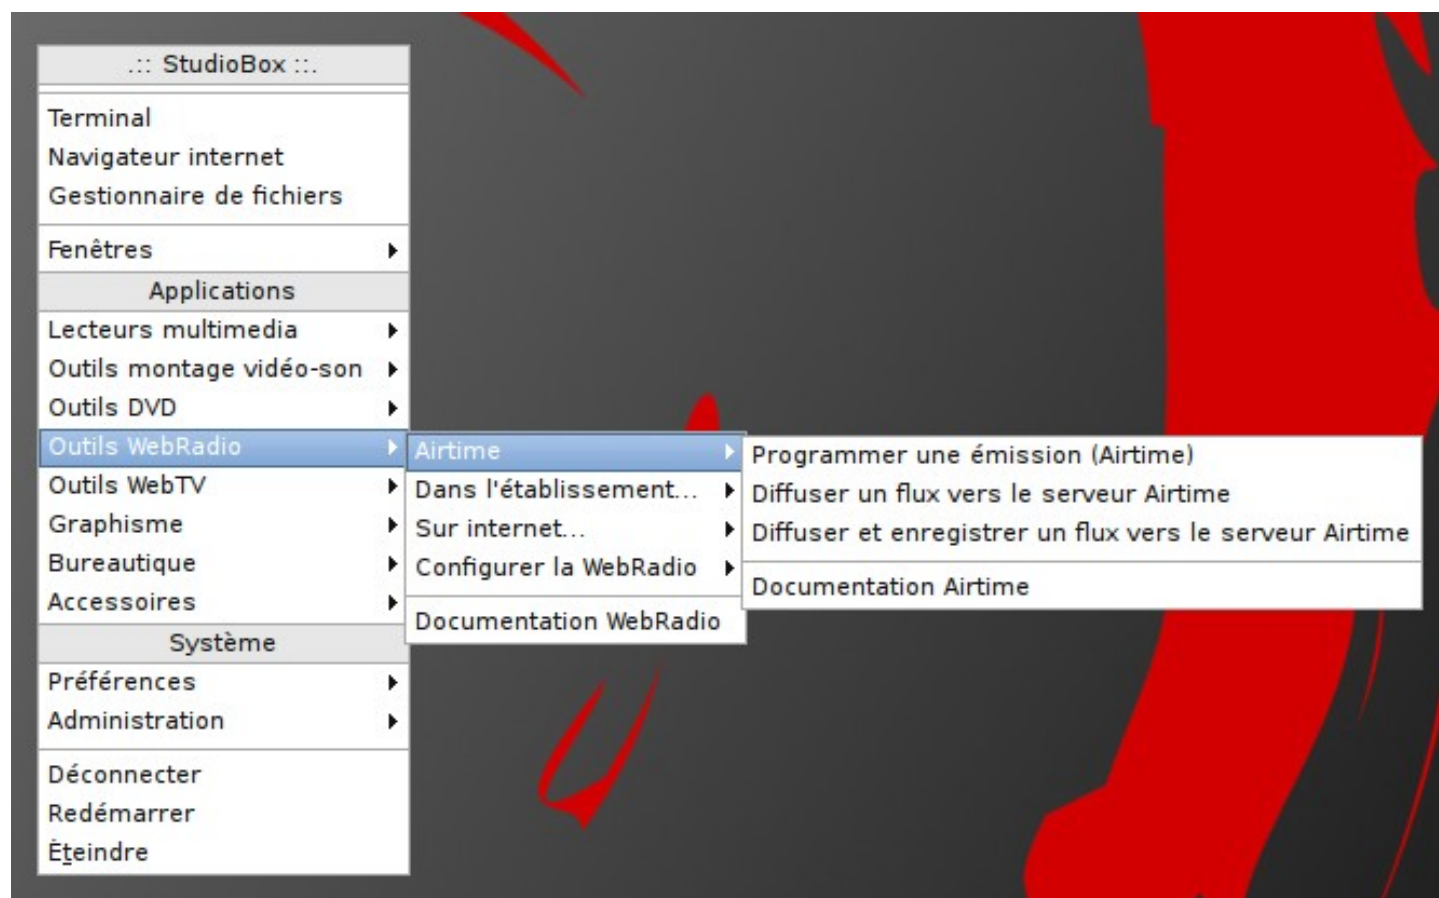 .:: StudioBox ::.
Terminal
Navigateur internet
Gestionnaire de fichiers
Fenêtres
Applications
Lecteurs multimedia
Outils montage vidéo-son
Outils DVD
Outils WebRadio
Outils WebTV
Graphisme
Bureautique
Accessoires
Système
Préférences
Administration
Déconnecter
Redémarrer
Èteindre
Airtime
Dans l'établissement...
Sur internet...
Configurer la WebRadio
Documentation WebRadio
Programmer une émission (Airtime)
Diffuser un flux vers le serveur Airtime
Diffuser et enregistrer un flux vers le serveur Airtime
Documentation Airtime